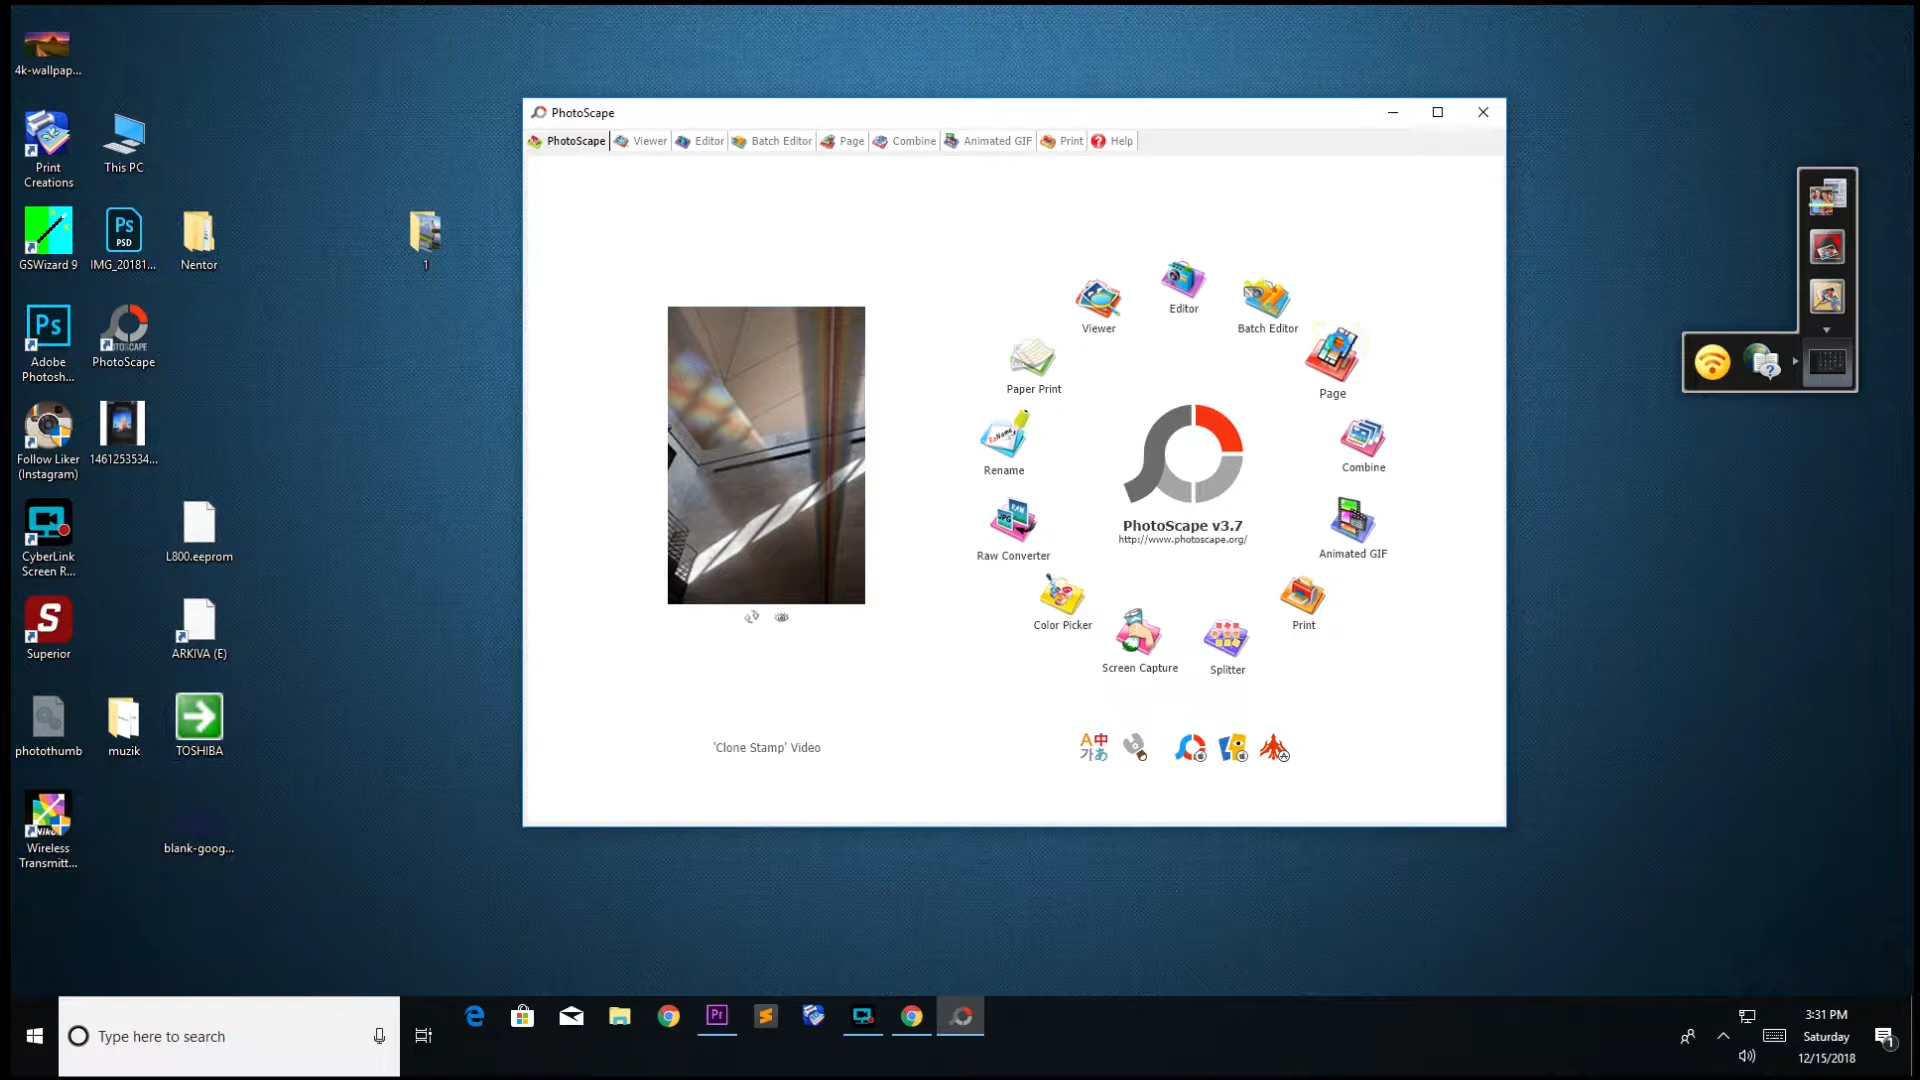 4k-wallpap...
Print
Creations
This PC
GSWizard 9
PSD
IMG_20181...
Nentor
1
Adobe
Photosh...
PhotoScape
Follow Liker
(Instagram)
1461253534...
CyberLink
Screen R...
L800.eeprom
Superior
ARKIVA (E)
photothumb
muzik
TOSHIBA
Wireless
Transmitt...
blank-goog...
PhotoScape
PhotoScape
Viewer
Editor
Batch Editor
Page
Combine
Animated GIF
Print
Help
Editor
Viewer
Batch Editor
Paper Print
Page
Rename
Combine
PhotoScape v3.7
http://www.photoscape.org/
Raw Converter
Animated GIF
Color Picker
Print
Screen Capture
Splitter
'Clone Stamp' Video
Type here to search
3:31 PM
Saturday
12/15/2018
1